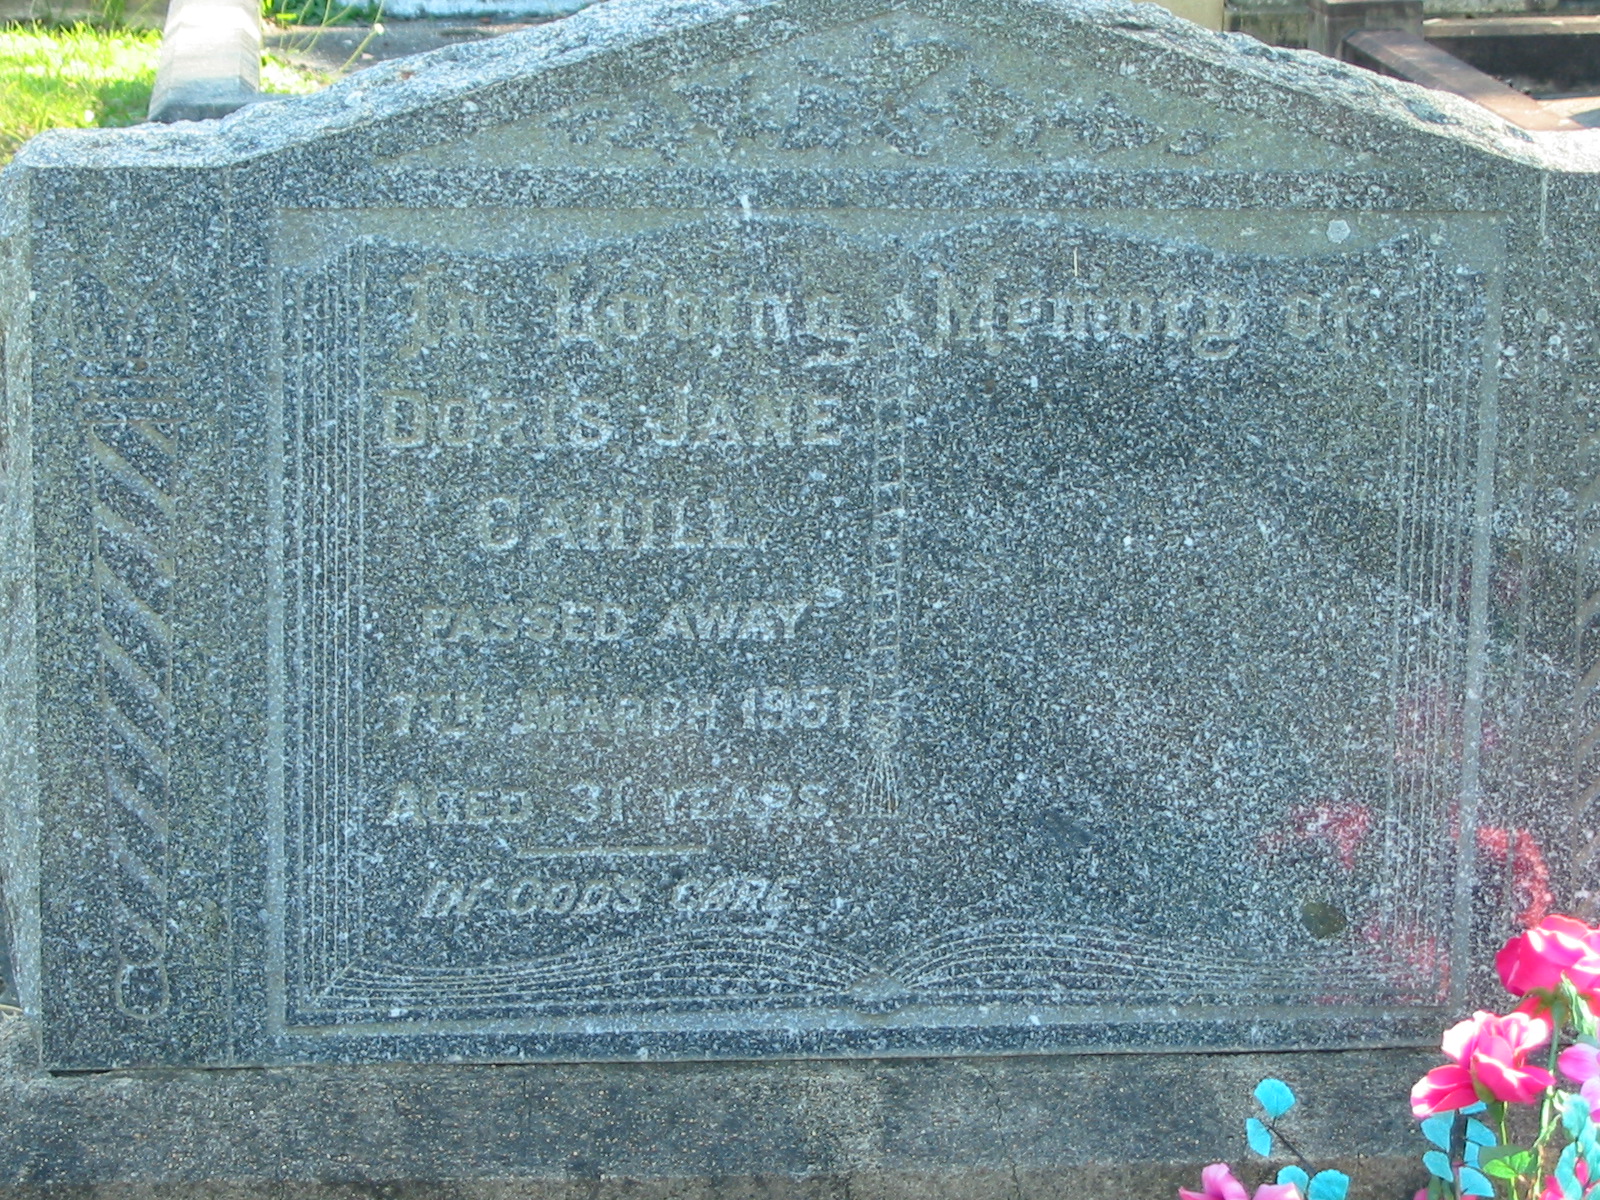 In Loving Memory of
DORIS JANE
CAHILL.
PASSED AWAY
7TH MARCH 1951
AGED 31 YEARS.
IN GODS CARE.